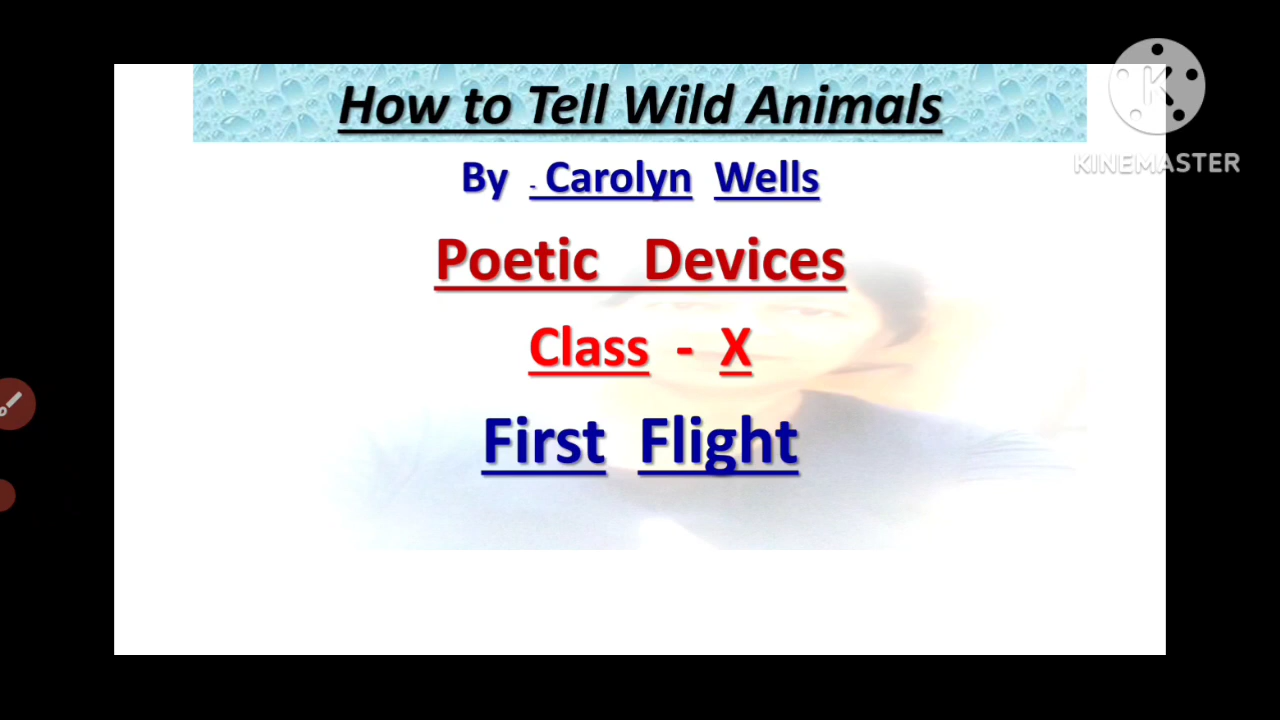 How to Tell Wild Animals
KINEMASTER
By - Carolyn Wells
Poetic Devices
Class - X
First Flight